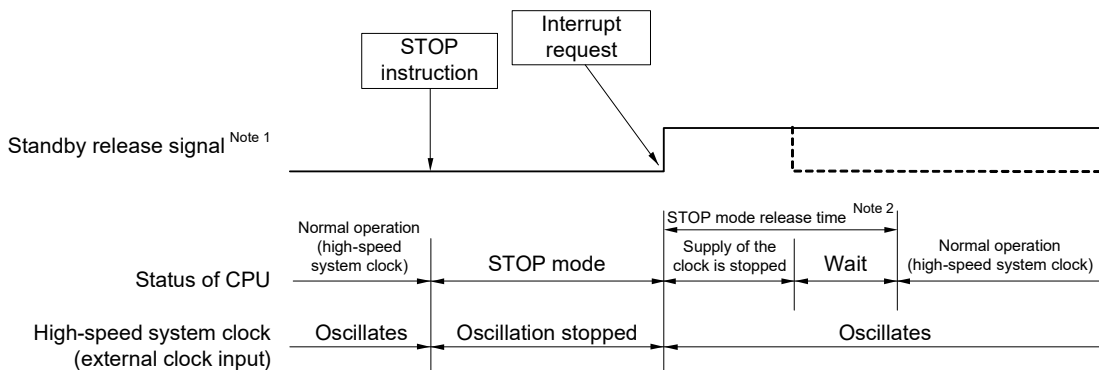 STOP
instruction
Interrupt
request
Standby release signal Note 1
STOP mode release time Note 2
Normal operation
(high-speed
system clock)
Supply of the
clock is stopped
Normal operation
(high-speed system clock)
Status of CPU
STOP mode
Wait
High-speed system clock
(external clock input)
Oscillates
Oscillation stopped
Oscillates